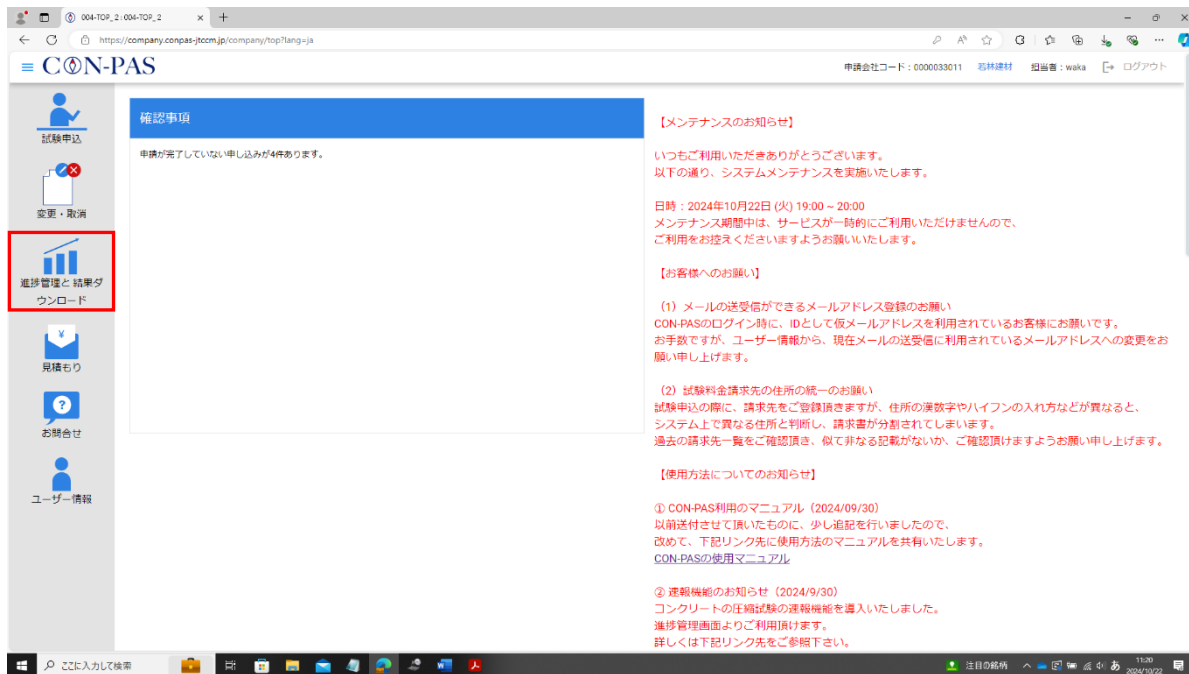 004-TOP_2 : 004-TOP_2
https://company.conpas-jtccm.jp/company/top?lang=ja
CON-PAS
申請会社コード：0000033011 若林建材 担当者：waka ログアウト
試験申込
変更・取消
進捗管理と 結果ダ
ウンロード
見積もり
お問合せ
ユーザー情報
確認事項
申請が完了していない申し込みが4件あります。
【メンテナンスのお知らせ】
いつもご利用いただきありがとうございます。
以下の通り、システムメンテナンスを実施いたします。
日時：2024年10月22日 (火) 19:00 ~ 20:00
メンテナンス期間中は、サービスが一時的にご利用いただけませんので、
ご利用をお控えくださいますようお願いいたします。
【お客様へのお願い】
（1）メールの送受信ができるメールアドレス登録のお願い
CON-PASのログイン時に、IDとして仮メールアドレスを利用されているお客様にお願いです。
お手数ですが、ユーザー情報から、現在メールの送受信に利用されているメールアドレスへの変更をお
願い申し上げます。
（2）試験料金請求先の住所の統一のお願い
試験申込の際に、請求先をご登録頂きますが、住所の漢数字やハイフンの入れ方などが異なると、
システム上で異なる住所と判断し、請求書が分割されてしまいます。
過去の請求先一覧をご確認頂き、似て非なる記載がないか、ご確認頂けますようお願い申し上げます。
【使用方法についてのお知らせ】
① CON-PAS利用のマニュアル（2024/09/30）
以前送付させて頂いたものに、少し追記を行いましたので、
改めて、下記リンク先に使用方法のマニュアルを共有いたします。
CON-PASの使用マニュアル
② 速報機能のお知らせ（2024/9/30）
コンクリートの圧縮試験の速報機能を導入いたしました。
進捗管理画面よりご利用頂けます。
詳しくは下記リンク先をご参照下さい。
ここに入力して検索
注目の銘柄
あ
11:20
2024/10/22